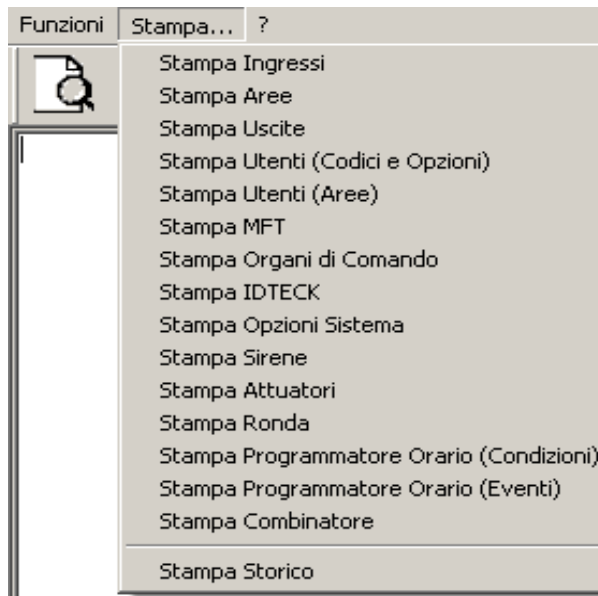 Funzioni Stampa... ?
Stampa Ingressi
Stampa Aree
Stampa Uscite
Stampa Utenti (Codici e Opzioni)
Stampa Utenti (Aree)
Stampa MFT
Stampa Organi di Comando
Stampa IDTECK
Stampa Opzioni Sistema
Stampa Sirene
Stampa Attuatori
Stampa Ronda
Stampa Programmatore Orario (Condizioni)
Stampa Programmatore Orario (Eventi)
Stampa Combinatore
Stampa Storico